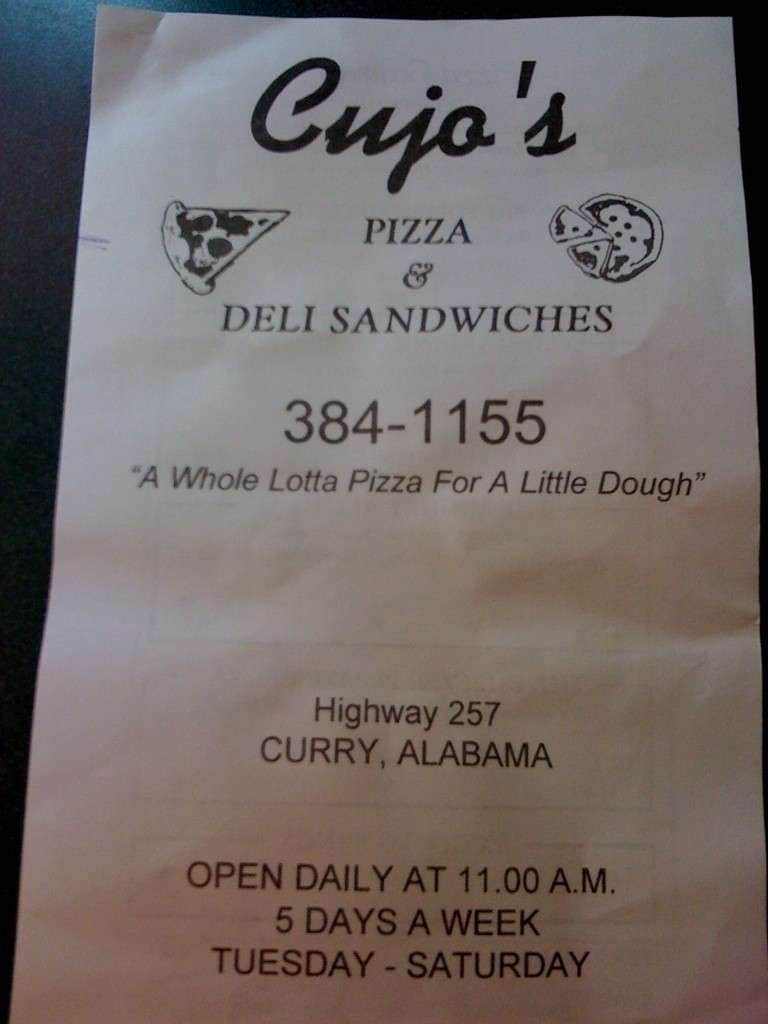 Cujo's
PIZZA
&
DELI SANDWICHES
384-1155
"A Whole Lotta Pizza For A Little Dough"
Highway 257
CURRY, ALABAMA
OPEN DAILY AT 11.00 A.M.
5 DAYS A WEEK
TUESDAY - SATURDAY